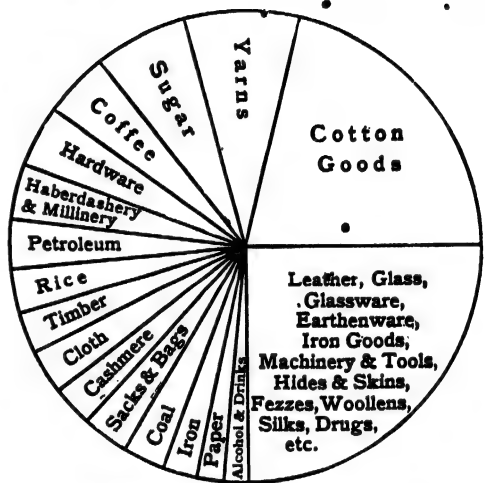 Yarns
Sugar
Coffee
Hardware
Haberdashery
& Millinery
Petroleum
Rice
Timber
Cloth
Cashmere
Sacks & Bags
Coal
Iron
Paper
Alcohol & Drinks
Cotton
Goods
Leather, Glass,
Glassware,
Earthenware,
Iron Goods,
Machinery & Tools,
Hides & Skins,
Fezzes, Woollens,
Silks, Drugs,
etc.